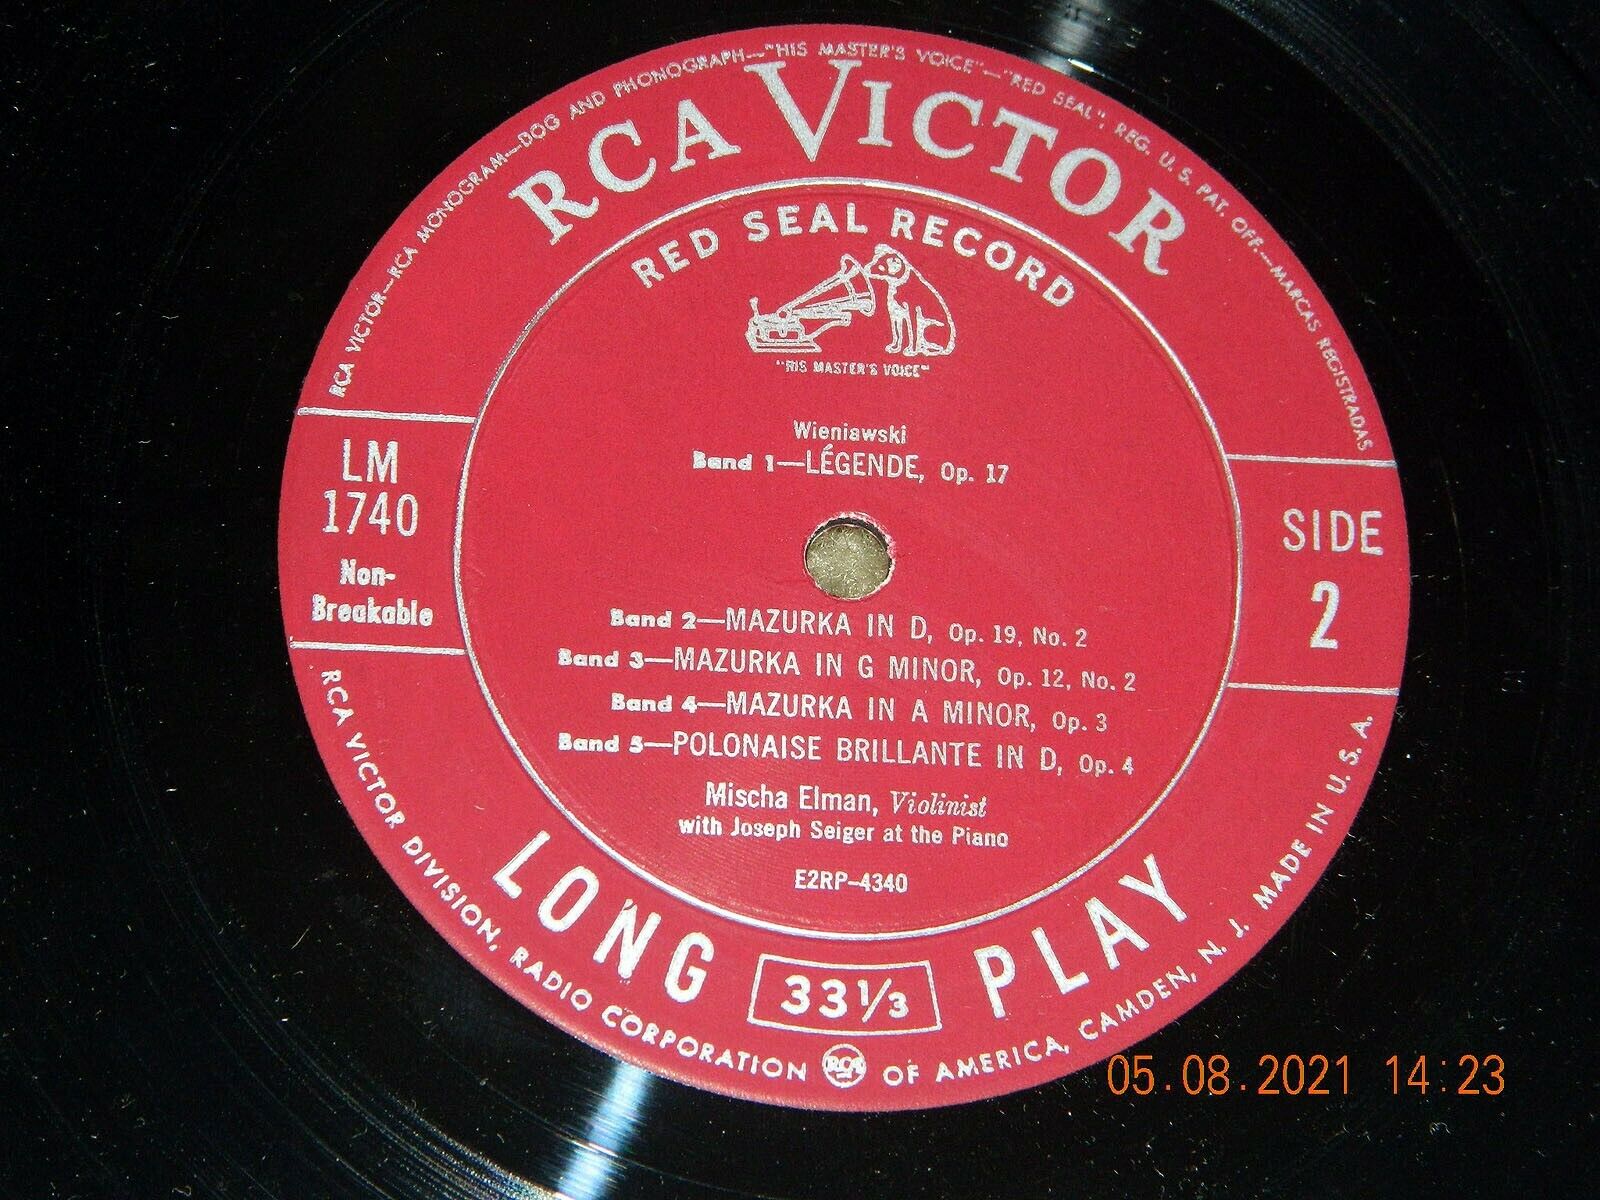 RCA VICTOR—RCA MONOGRAM—DOG AND PHONOGRAPH—"HIS MASTER'S VOICE"—"RED SEAL", REG. U. S. PAT. OFF.—MARCAS REGISTRADAS
RCA VICTOR
RED SEAL RECORD
"HIS MASTER'S VOICE"
LM
1740
Non-
Breakable
SIDE
2
Wieniawski
Band 1—LÉGENDE, Op. 17
Band 2—MAZURKA IN D, Op. 19, No. 2
Band 3—MAZURKA IN G MINOR, Op. 12, No. 2
Band 4—MAZURKA IN A MINOR, Op. 3
Band 5—POLONAISE BRILLANTE IN D, Op. 4
Mischa Elman, Violinist
with Joseph Seiger at the Piano
E2RP-4340
LONG 33 1/3 PLAY
RCA VICTOR DIVISION, RADIO CORPORATION RCA OF AMERICA, CAMDEN, N. J. MADE IN U. S. A.
05.08.2021 14:23